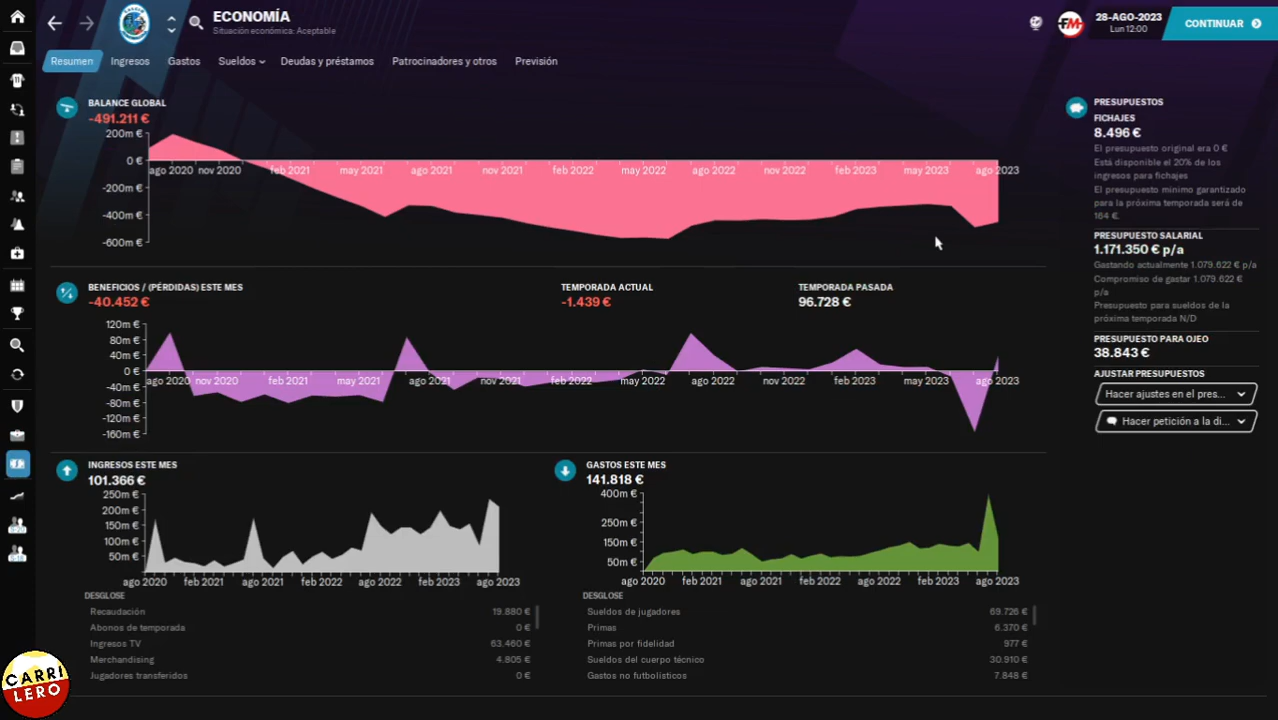 ECONOMÍA
Situación económica: Aceptable
FM
28-AGO-2023
Lun 12:00
CONTINUAR
Resumen
Ingresos
Gastos
Sueldos
Deudas y préstamos
Patrocinadores y otros
Previsión
BALANCE GLOBAL
-491.211 €
200m €
0 €
-200m €
-400m €
-600m €
ago 2020 nov 2020 feb 2021 may 2021 ago 2021 nov 2021 feb 2022 may 2022 ago 2022 nov 2022 feb 2023 may 2023 ago 2023
BENEFICIOS / (PÉRDIDAS) ESTE MES
-40.452 €
TEMPORADA ACTUAL
-1.439 €
TEMPORADA PASADA
96.728 €
120m €
80m €
40m €
0 €
-40m €
-80m €
-120m €
-160m €
ago 2020 nov 2020 feb 2021 may 2021 ago 2021 nov 2021 feb 2022 may 2022 ago 2022 nov 2022 feb 2023 may 2023 ago 2023
INGRESOS ESTE MES
101.366 €
250m €
200m €
150m €
100m €
50m €
ago 2020 feb 2021 ago 2021 feb 2022 ago 2022 feb 2023 ago 2023
DESGLOSE
Recaudación 19.880 €
Abonos de temporada 0 €
Ingresos TV 63.460 €
Merchandising 4.805 €
Jugadores transferidos 0 €
GASTOS ESTE MES
141.818 €
400m €
250m €
150m €
50m €
ago 2020 feb 2021 ago 2021 feb 2022 ago 2022 feb 2023 ago 2023
DESGLOSE
Sueldos de jugadores 69.726 €
Primas 6.370 €
Primas por fidelidad 977 €
Sueldos del cuerpo técnico 30.910 €
Gastos no futbolísticos 7.848 €
PRESUPUESTOS
FICHAJES
8.496 €
El presupuesto original era 0 €
Está disponible el 20% de los
ingresos para fichajes
El presupuesto mínimo garantizado
para la próxima temporada será de
164 €.
PRESUPUESTO SALARIAL
1.171.350 € p/a
Gastando actualmente 1.079.622 € p/a
Compromiso de gastar 1.079.622 €
p/a
Presupuesto para sueldos de la
próxima temporada N/D
PRESUPUESTO PARA OJEO
38.843 €
AJUSTAR PRESUPUESTOS
Hacer ajustes en el pres...
Hacer petición a la di...
CARRI
LERO